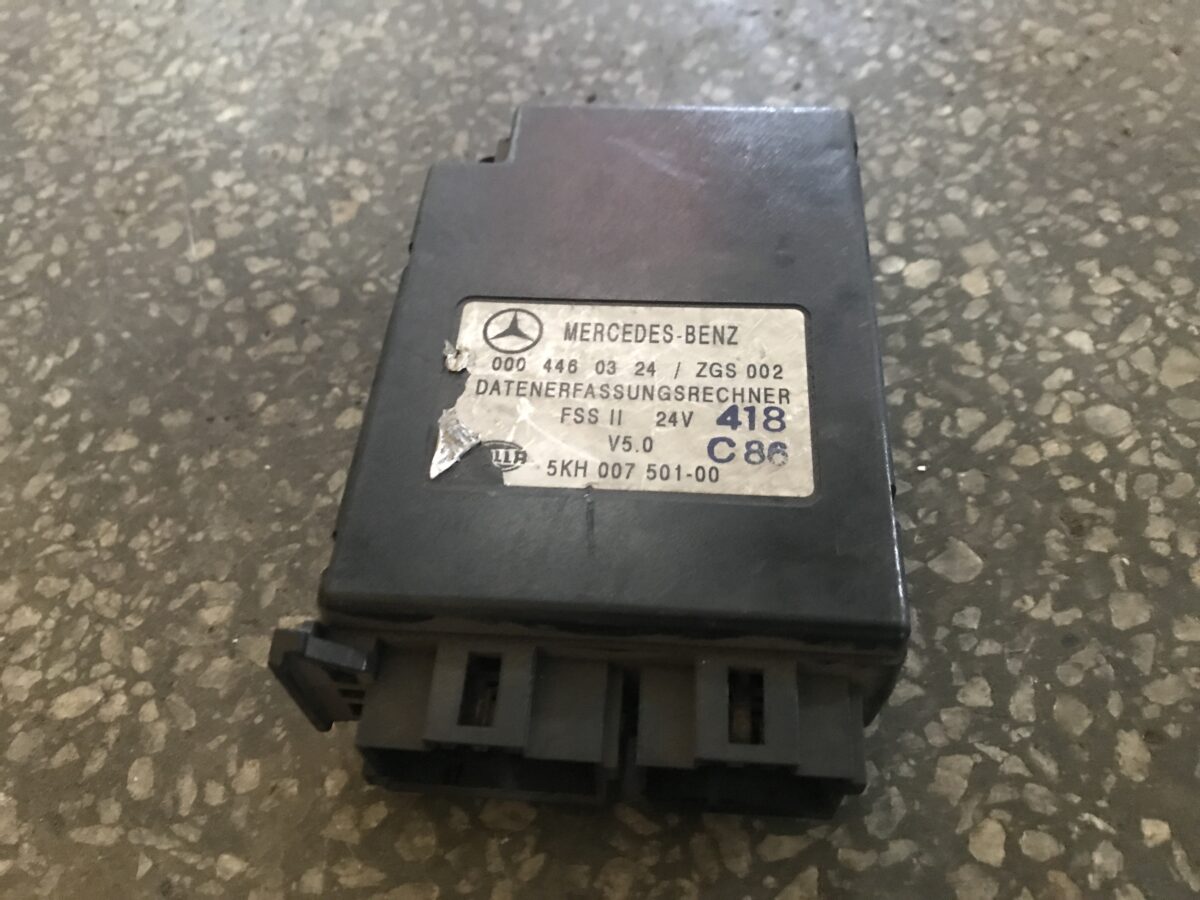 MERCEDES-BENZ
000 446 03 24 / ZGS 002
DATENERFASSUNGSRECHNER
FSS II 24V 418
V5.0 C 86
5KH 007 501-00